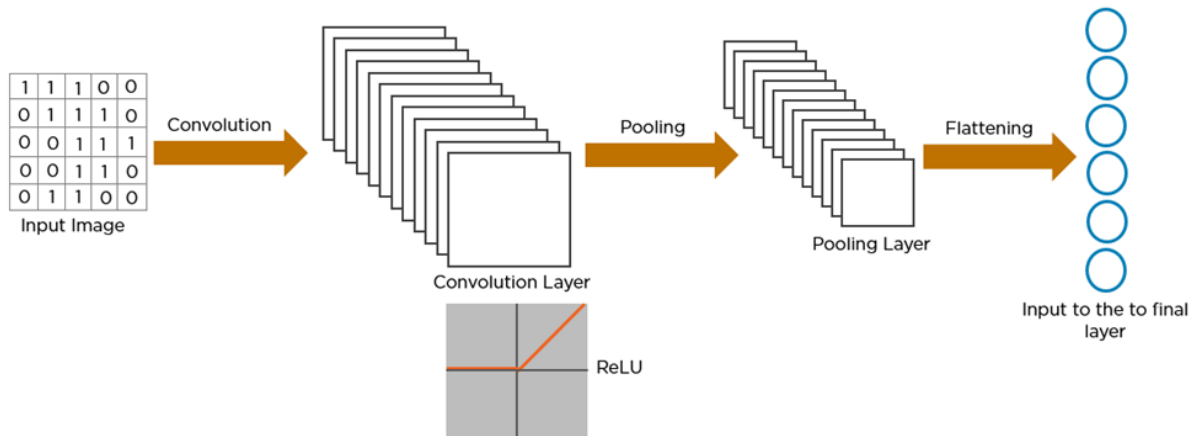 1 1 1 0 0
0 1 1 1 0
0 0 1 1 1
0 0 1 1 0
0 1 1 0 0
Input Image
Convolution
Convolution Layer
ReLU
Pooling
Pooling Layer
Flattening
Input to the to final
layer